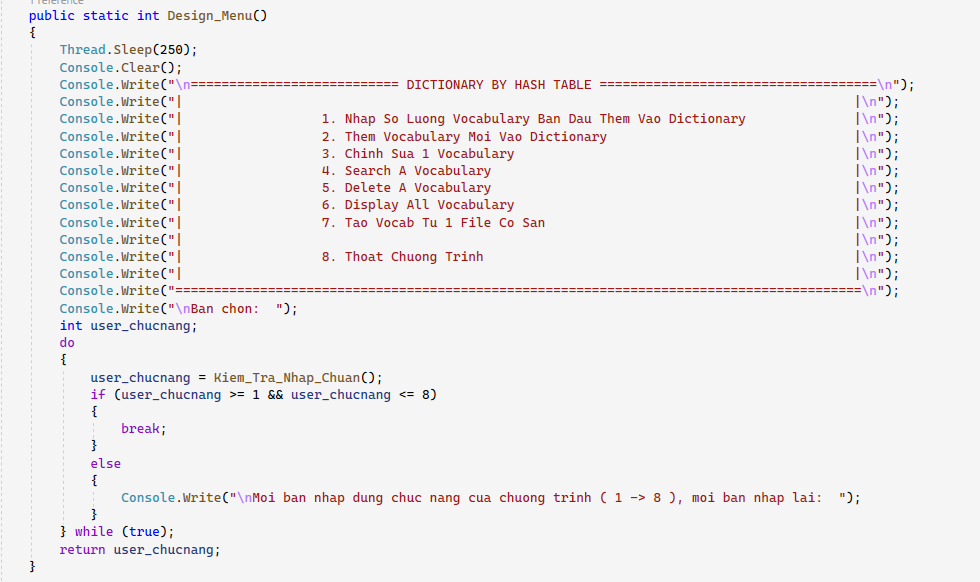 1 reference
public static int Design_Menu()
{
Thread.Sleep(250);
Console.Clear();
Console.Write("\n=========================== DICTIONARY BY HASH TABLE ====================================\n");
Console.Write("|                                                                                        |\n");
Console.Write("|                  1. Nhap So Luong Vocabulary Ban Dau Them Vao Dictionary               |\n");
Console.Write("|                  2. Them Vocabulary Moi Vao Dictionary                                 |\n");
Console.Write("|                  3. Chinh Sua 1 Vocabulary                                             |\n");
Console.Write("|                  4. Search A Vocabulary                                                |\n");
Console.Write("|                  5. Delete A Vocabulary                                                |\n");
Console.Write("|                  6. Display All Vocabulary                                             |\n");
Console.Write("|                  7. Tao Vocab Tu 1 File Co San                                         |\n");
Console.Write("|                                                                                        |\n");
Console.Write("|                  8. Thoat Chuong Trinh                                                 |\n");
Console.Write("|                                                                                        |\n");
Console.Write("=========================================================================================\n");
Console.Write("\nBan chon:  ");
int user_chucnang;
do
{
user_chucnang = Kiem_Tra_Nhap_Chuan();
if (user_chucnang >= 1 && user_chucnang <= 8)
{
break;
}
else
{
Console.Write("\nMoi ban nhap dung chuc nang cua chuong trinh ( 1 -> 8 ), moi ban nhap lai:  ");
}
} while (true);
return user_chucnang;
}